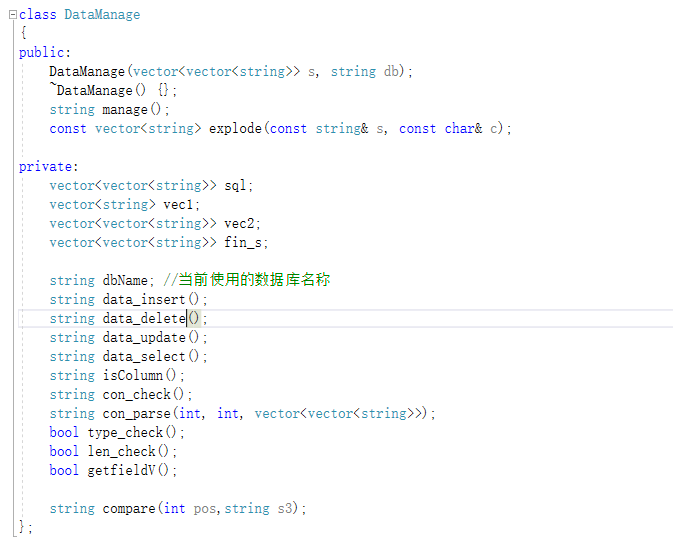 class DataManage
{
public:
    DataManage(vector<vector<string>> s, string db);
    ~DataManage() {};
    string manage();
    const vector<string> explode(const string& s, const char& c);

private:
    vector<vector<string>> sql;
    vector<string> vec1;
    vector<vector<string>> vec2;
    vector<vector<string>> fin_s;

    string dbName; //当前使用的数据库名称
    string data_insert();
    string data_delete();
    string data_update();
    string data_select();
    string isColumn();
    string con_check();
    string con_parse(int, int, vector<vector<string>>);
    bool type_check();
    bool len_check();
    bool getfieldV();

    string compare(int pos,string s3);
};